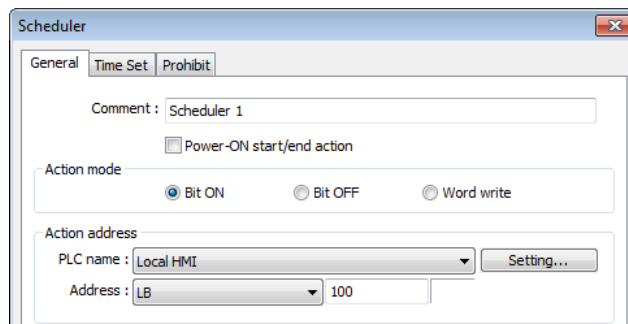 Scheduler
General Time Set Prohibit
Comment : Scheduler 1
Power-ON start/end action
Action mode
Bit ON Bit OFF Word write
Action address
PLC name : Local HMI Setting...
Address : LB 100